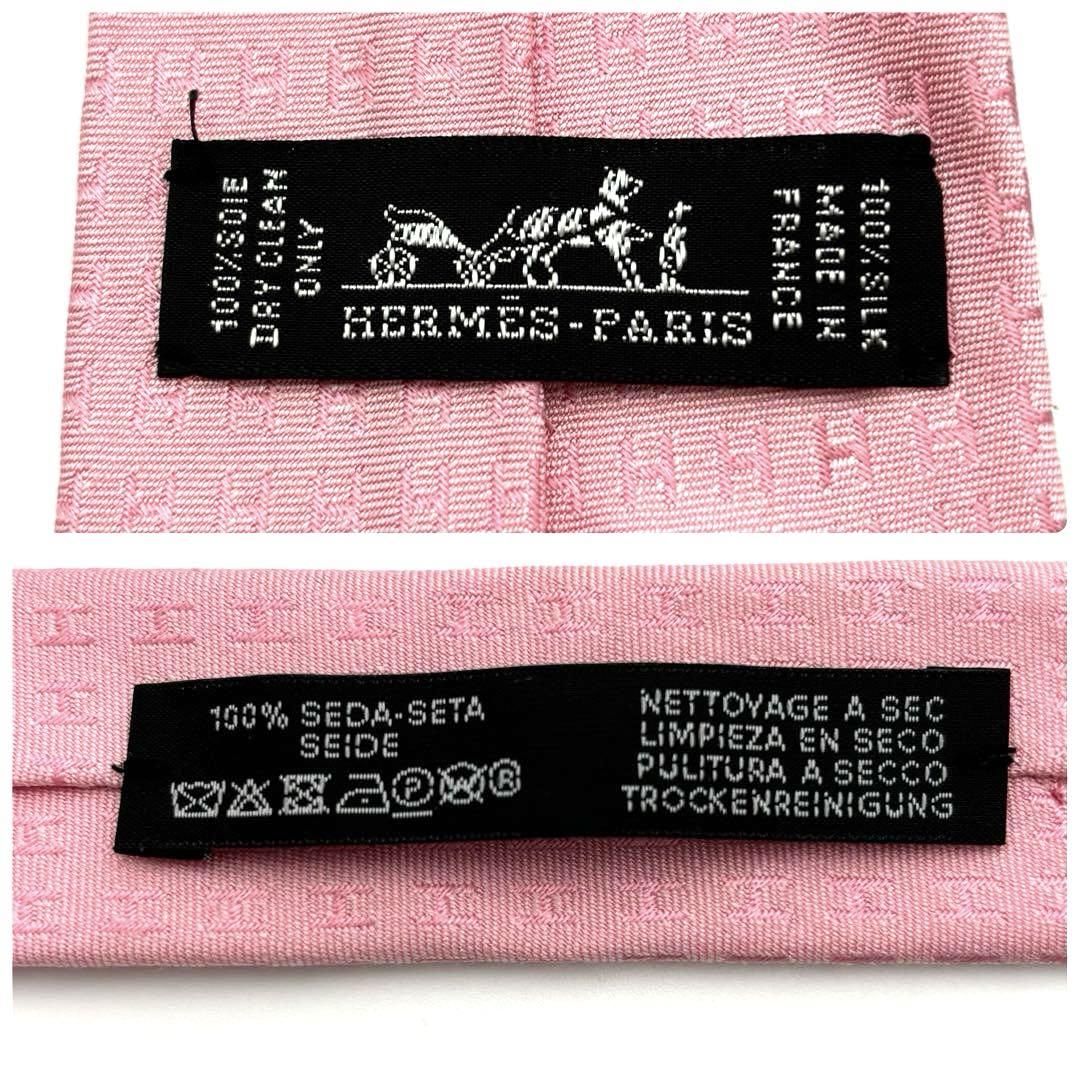 100%SOIE
DRY CLEAN
ONLY
HERMÈS-PARIS
100%SILK
MADE IN
FRANCE
100% SEDA-SETA
SEIDE
P W ®
NETTOYAGE A SEC
LIMPIEZA EN SECO
PULITURA A SECCO
TROCKENREINIGUNG